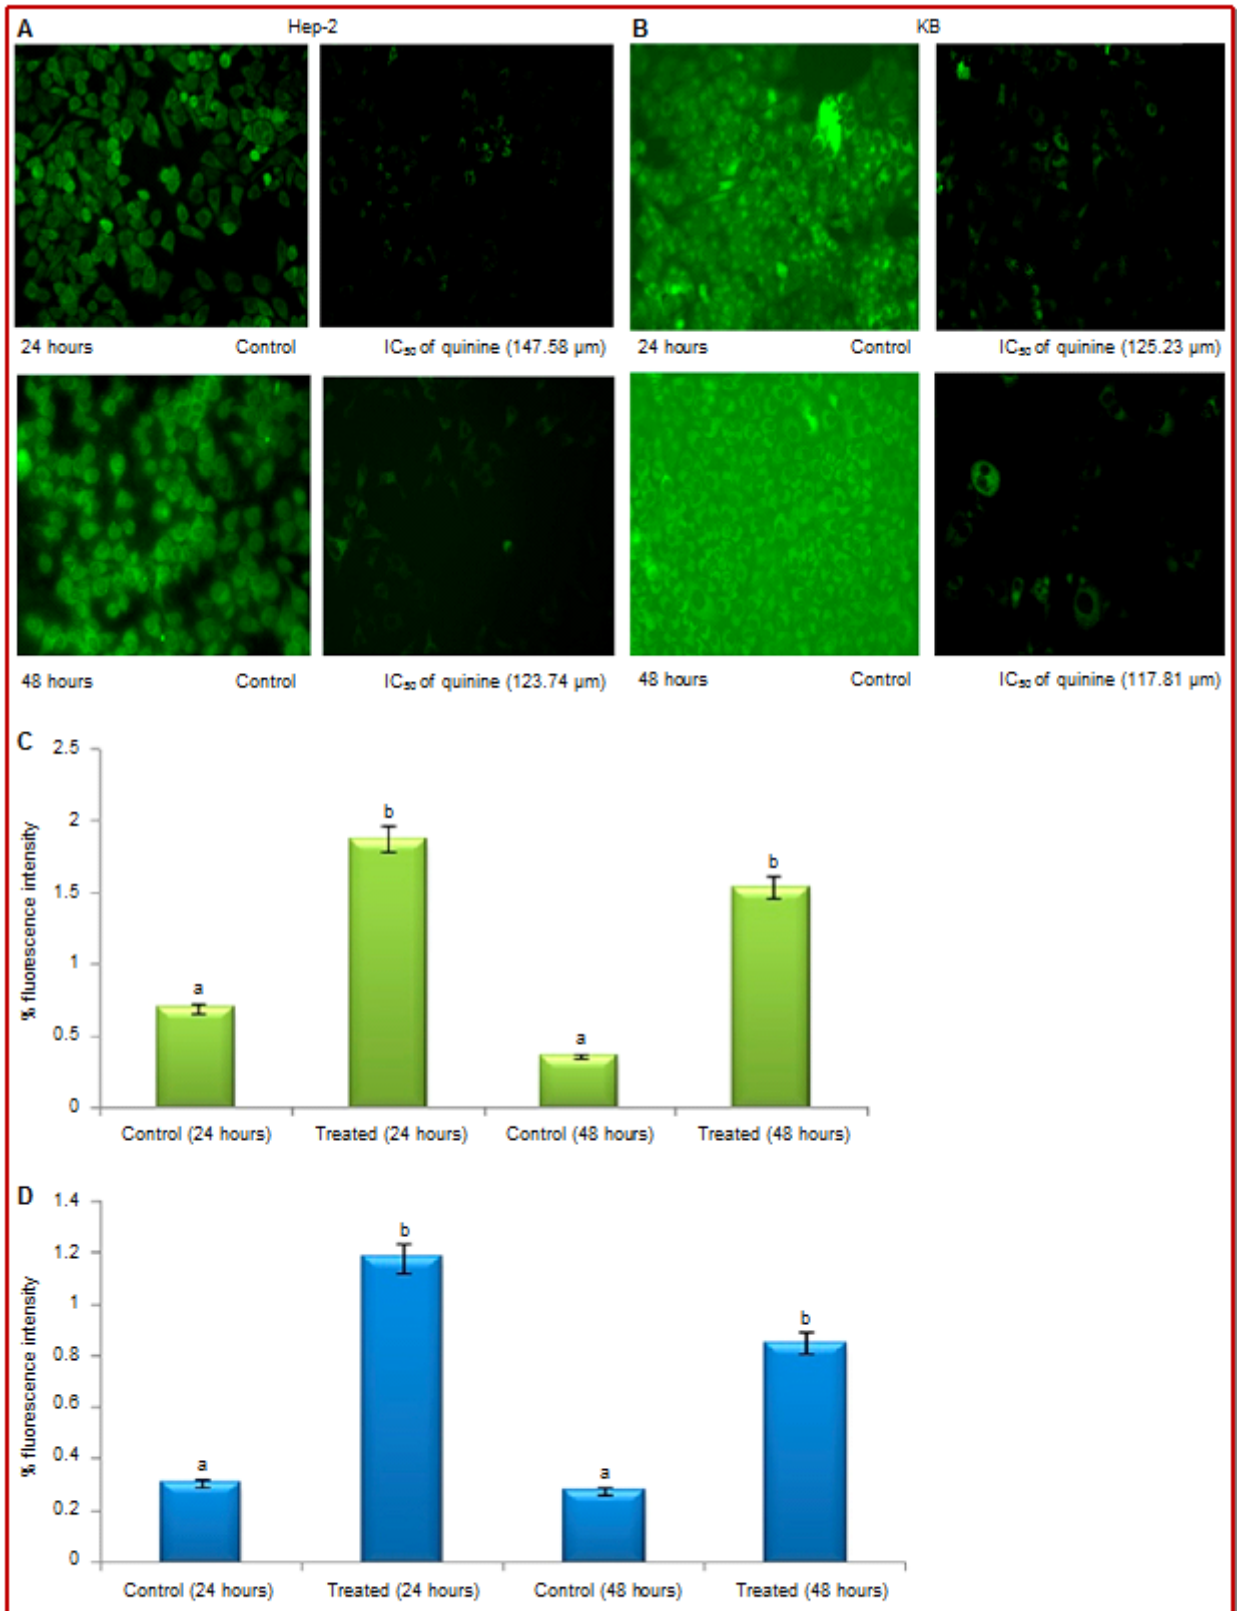 A Hep-2 B KB
24 hours Control IC₅₀ of quinine (147.58 µm) 24 hours Control IC₅₀ of quinine (125.23 µm)
48 hours Control IC₅₀ of quinine (123.74 µm) 48 hours Control IC₅₀ of quinine (117.81 µm)
C
% fluorescence intensity
2.5
2
1.5
1
0.5
0
a
b
a
b
Control (24 hours) Treated (24 hours) Control (48 hours) Treated (48 hours)
D
% fluorescence intensity
1.4
1.2
1
0.8
0.6
0.4
0.2
0
a
b
a
b
Control (24 hours) Treated (24 hours) Control (48 hours) Treated (48 hours)